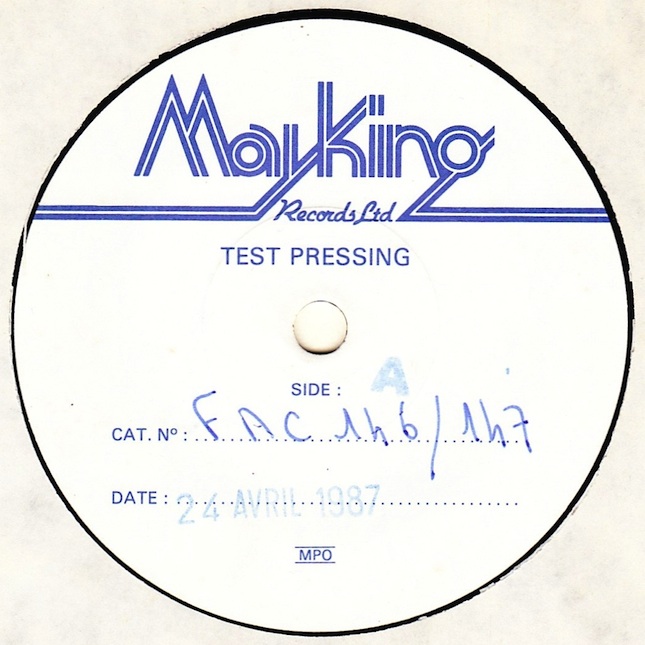 Mayking
Records Ltd
TEST PRESSING
SIDE : A
CAT. Nº : FAC 146/147
DATE : 24 AVRIL 1987
MPO